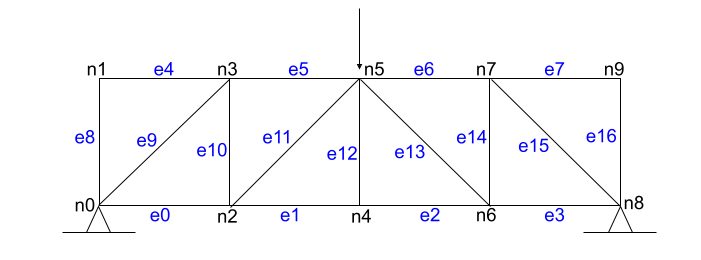 n1 e4 n3 e5 n5 e6 n7 e7 n9
e8 e9 e10 e11 e12 e13 e14 e15 e16
n0 e0 n2 e1 n4 e2 n6 e3 n8